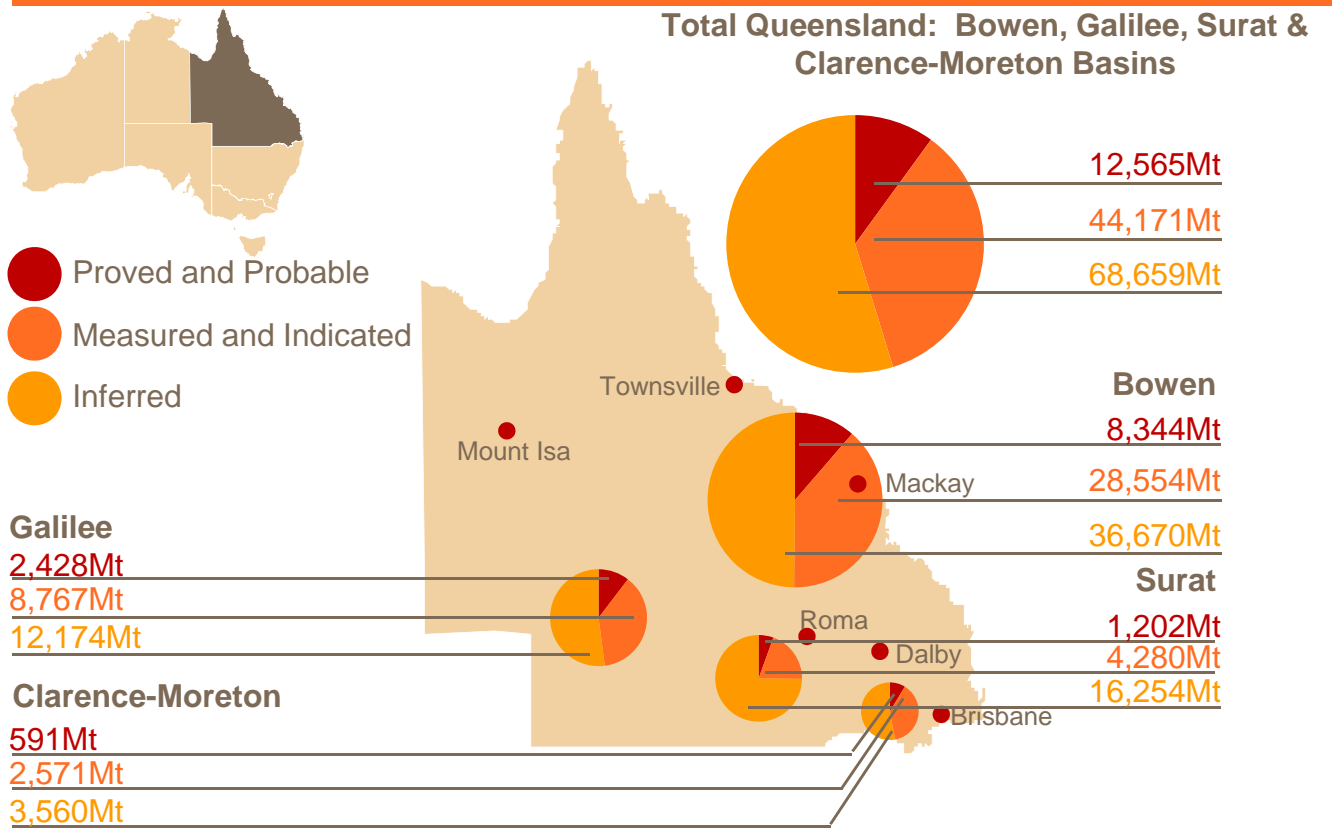 Total Queensland: Bowen, Galilee, Surat &
Clarence-Moreton Basins
12,565Mt
44,171Mt
68,659Mt
Proved and Probable
Measured and Indicated
Inferred
Townsville
Mount Isa
Mackay
Bowen
8,344Mt
28,554Mt
36,670Mt
Galilee
2,428Mt
8,767Mt
12,174Mt
Surat
1,202Mt
4,280Mt
16,254Mt
Roma
Dalby
Brisbane
Clarence-Moreton
591Mt
2,571Mt
3,560Mt